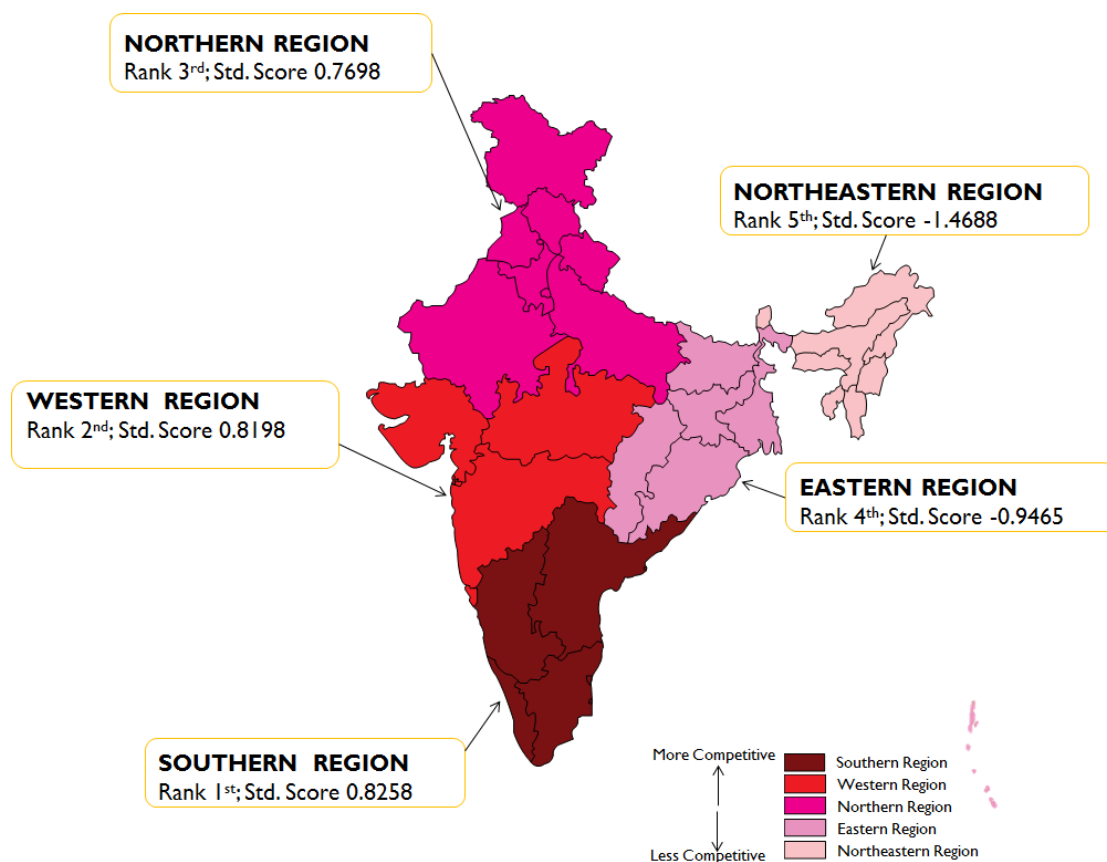 NORTHERN REGION
Rank 3rd; Std. Score 0.7698
NORTHEASTERN REGION
Rank 5th; Std. Score -1.4688
WESTERN REGION
Rank 2nd; Std. Score 0.8198
EASTERN REGION
Rank 4th; Std. Score -0.9465
SOUTHERN REGION
Rank 1st; Std. Score 0.8258
More Competitive
Southern Region
Western Region
Northern Region
Eastern Region
Less Competitive
Northeastern Region